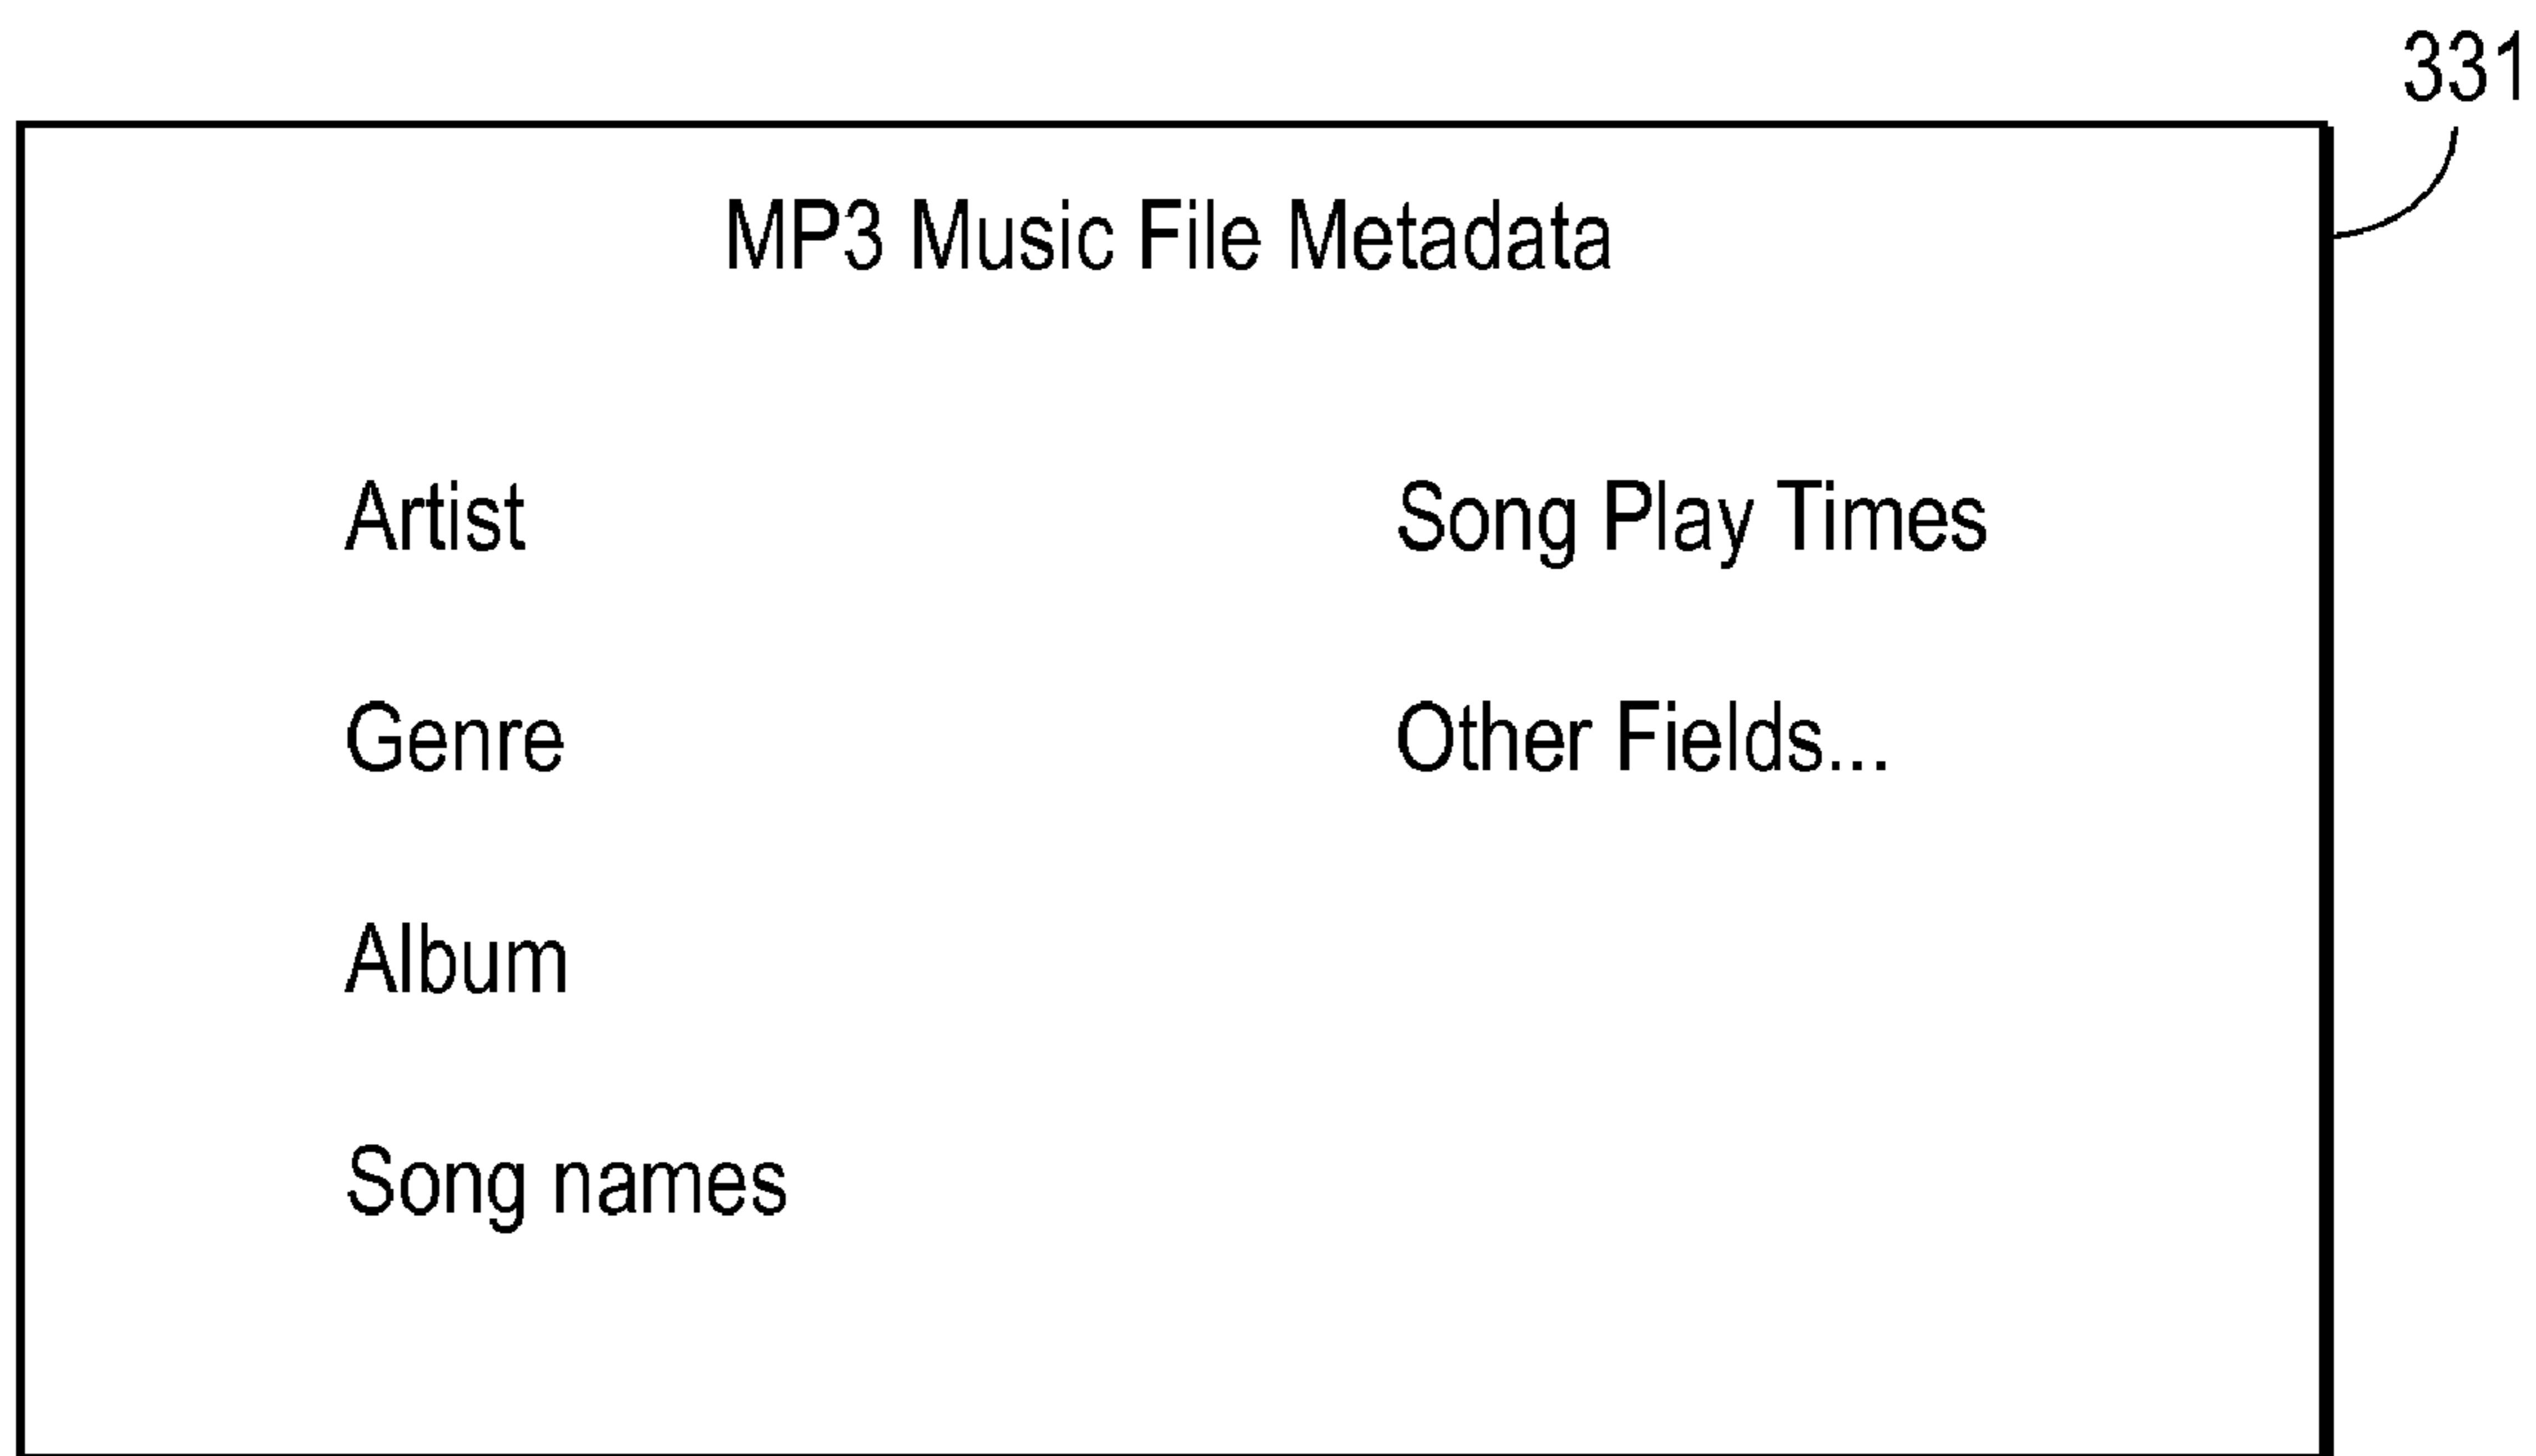 331
MP3 Music File Metadata
Artist
Genre
Album
Song names
Song Play Times
Other Fields...